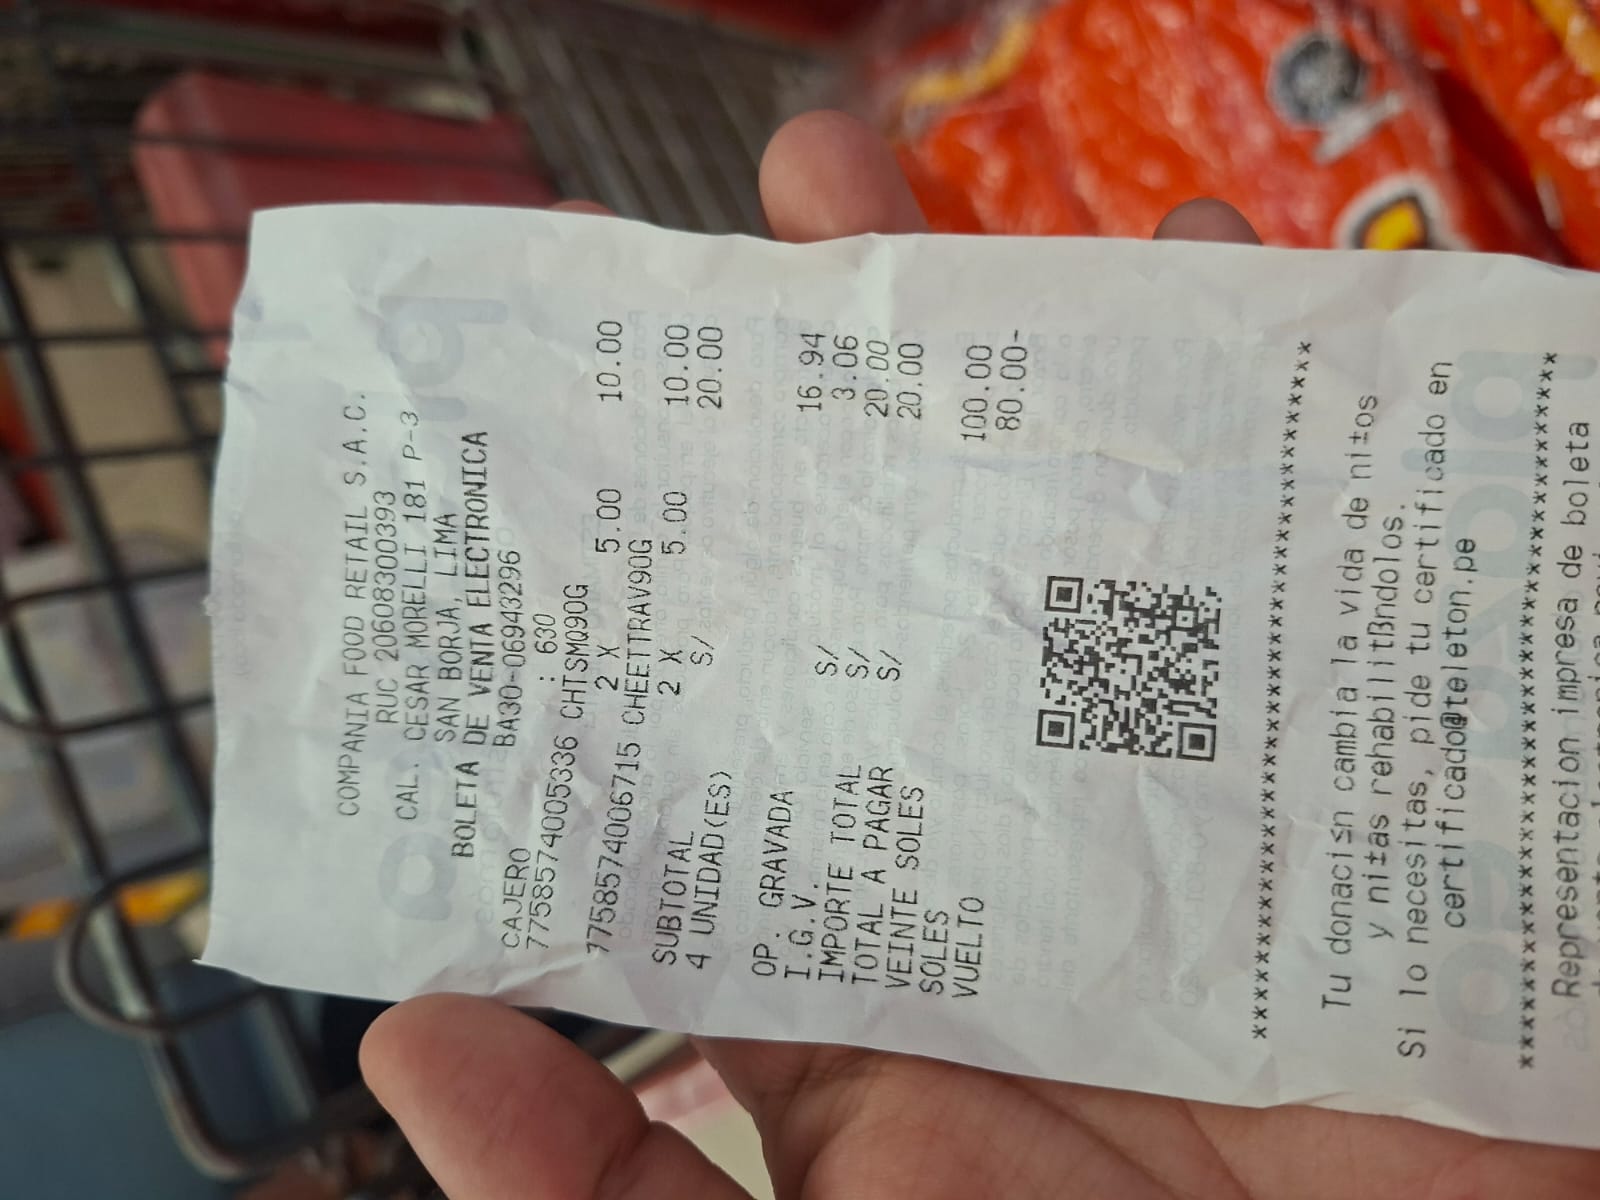 COMPANIA FOOD RETAIL S.A.C.
RUC 20608300393
CAL. CESAR MORELLI 181 P-3
SAN BORJA, LIMA
BOLETA DE VENTA ELECTRONICA
BA30-06943296
CAJERO : 630
7758574005336 CHISMQ90G
2 X 5.00 10.00
7758574006715 CHEETTRAV90G
2 X 5.00 10.00
SUBTOTAL S/ 20.00
4 UNIDAD(ES)
OP. GRAVADA 16.94
I.G.V. S/ 3.06
IMPORTE TOTAL S/ 20.00
TOTAL A PAGAR S/ 20.00
VEINTE SOLES
SOLES 100.00
VUELTO 80.00-
****************************************
Tu donaci≤n cambia la vida de ni±os
y ni±as rehabilitßndolos.
Si lo necesitas, pide tu certificado en
certificado@teleton.pe
****************************************
Representacion impresa de boleta